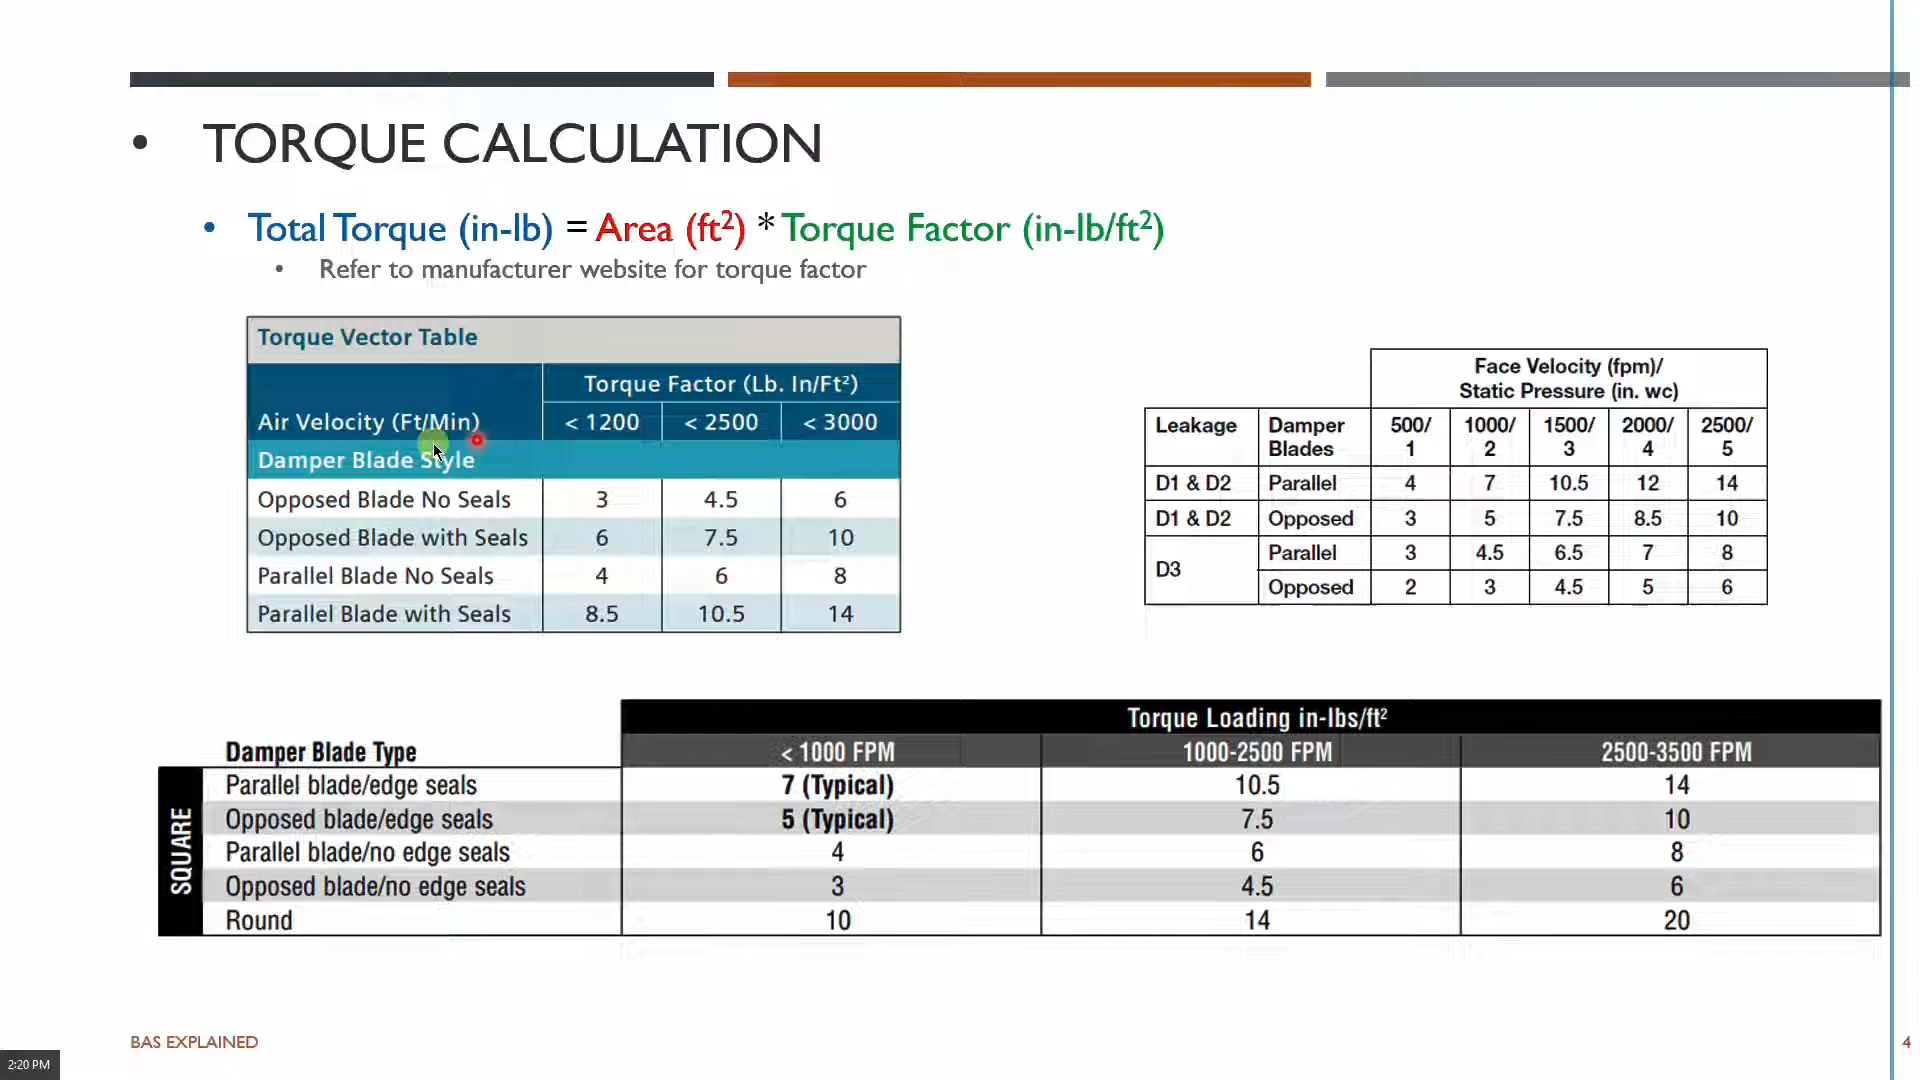 • TORQUE CALCULATION
• Total Torque (in-lb) = Area (ft²) * Torque Factor (in-lb/ft²)
• Refer to manufacturer website for torque factor
Torque Vector Table
Torque Factor (Lb. In/Ft²)
Air Velocity (Ft/Min) < 1200 < 2500 < 3000
Damper Blade Style
Opposed Blade No Seals 3 4.5 6
Opposed Blade with Seals 6 7.5 10
Parallel Blade No Seals 4 6 8
Parallel Blade with Seals 8.5 10.5 14
Face Velocity (fpm)/
Static Pressure (in. wc)
Leakage Damper 500/ 1000/ 1500/ 2000/ 2500/
Blades 1 2 3 4 5
D1 & D2 Parallel 4 7 10.5 12 14
D1 & D2 Opposed 3 5 7.5 8.5 10
D3 Parallel 3 4.5 6.5 7 8
Opposed 2 3 4.5 5 6
Torque Loading in-lbs/ft²
Damper Blade Type < 1000 FPM 1000-2500 FPM 2500-3500 FPM
SQUARE
Parallel blade/edge seals 7 (Typical) 10.5 14
Opposed blade/edge seals 5 (Typical) 7.5 10
Parallel blade/no edge seals 4 6 8
Opposed blade/no edge seals 3 4.5 6
Round 10 14 20
BAS EXPLAINED 4
2:20 PM